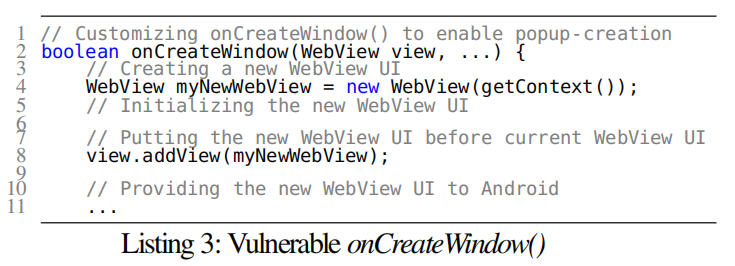 1 // Customizing onCreateWindow() to enable popup-creation
2 boolean onCreateWindow(WebView view, ...) {
3 // Creating a new WebView UI
4 WebView myNewWebView = new WebView(getContext());
5 // Initializing the new WebView UI
6
7 // Putting the new WebView UI before current WebView UI
8 view.addView(myNewWebView);
9
10 // Providing the new WebView UI to Android
11 ...
Listing 3: Vulnerable onCreateWindow()